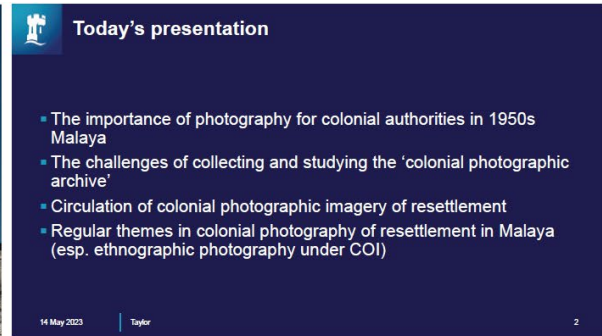 Today’s presentation
▪ The importance of photography for colonial authorities in 1950s
Malaya
▪ The challenges of collecting and studying the ‘colonial photographic
archive’
▪ Circulation of colonial photographic imagery of resettlement
▪ Regular themes in colonial photography of resettlement in Malaya
(esp. ethnographic photography under COI)
14 May 2023 Taylor 2